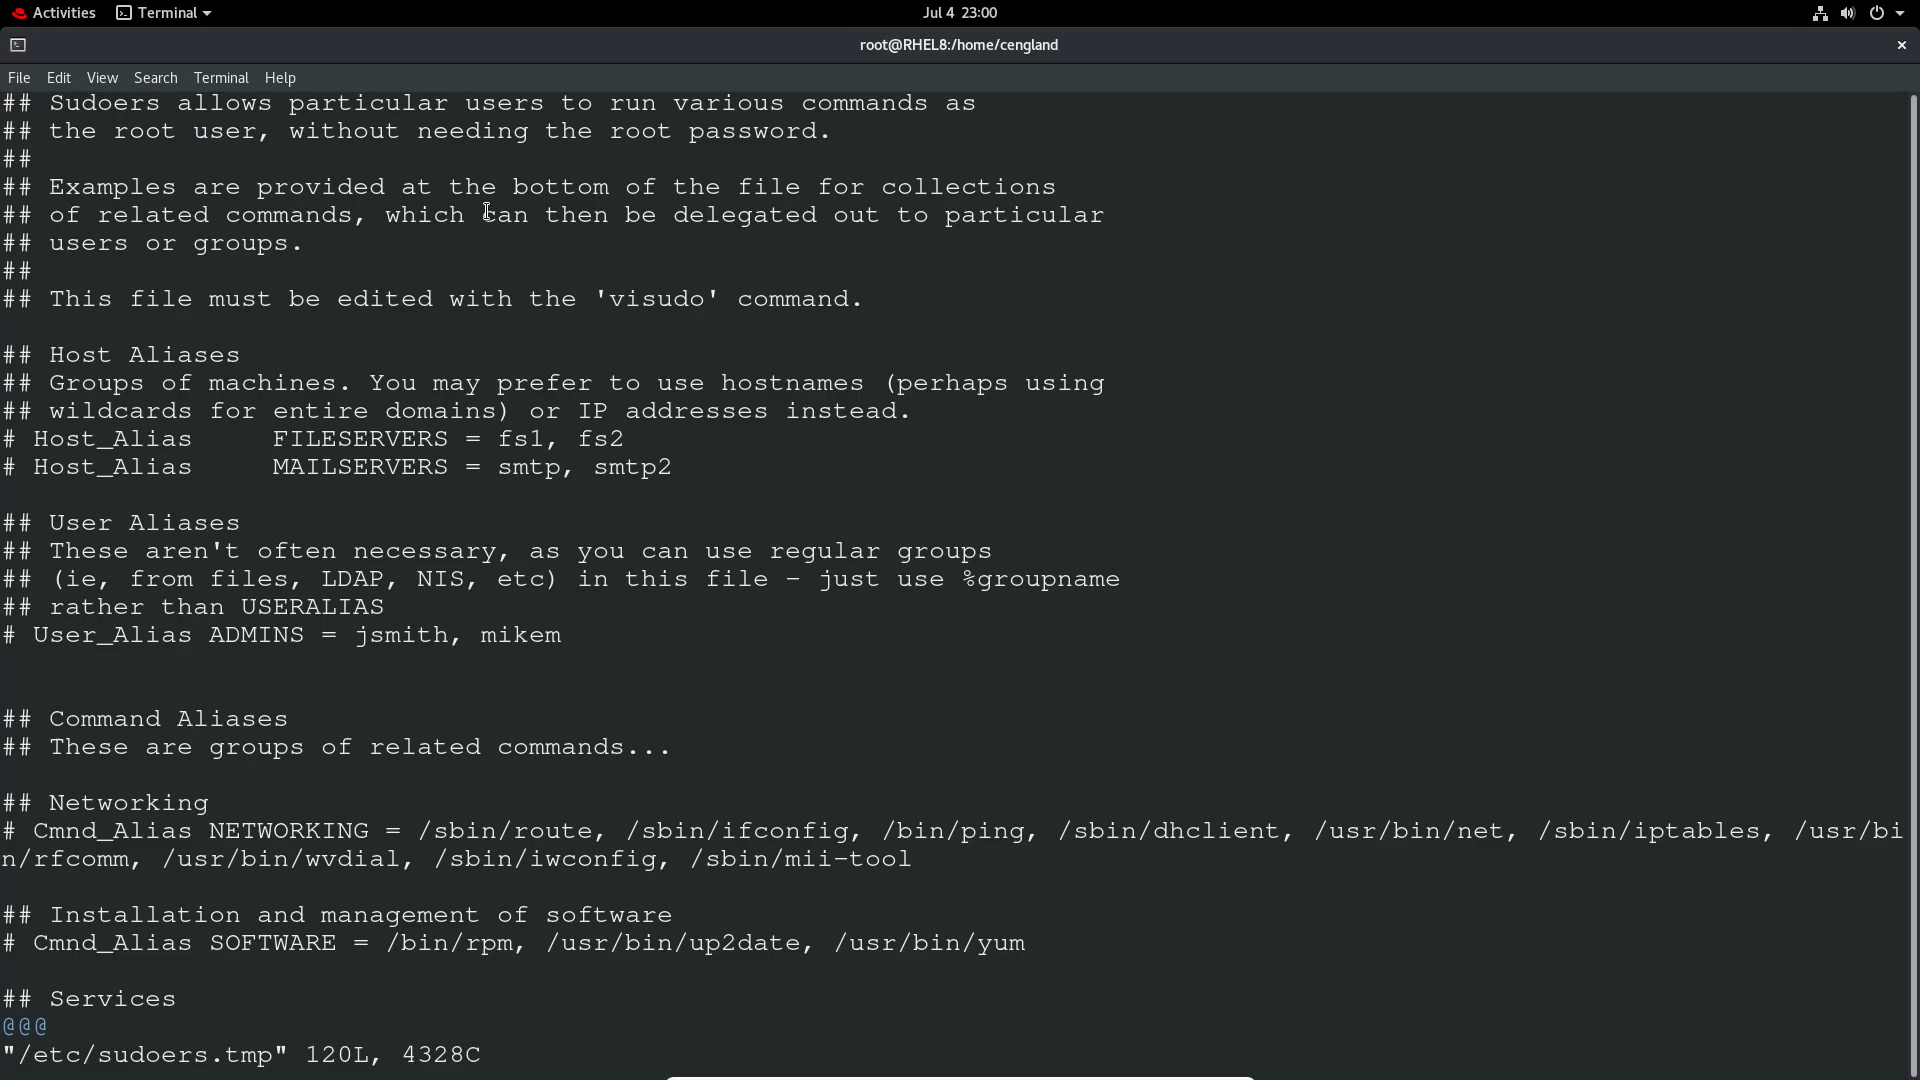 Activities Terminal Jul 4 23:00
root@RHEL8:/home/cengland
File Edit View Search Terminal Help
## Sudoers allows particular users to run various commands as
## the root user, without needing the root password.
##
## Examples are provided at the bottom of the file for collections
## of related commands, which can then be delegated out to particular
## users or groups.
##
## This file must be edited with the 'visudo' command.
## Host Aliases
## Groups of machines. You may prefer to use hostnames (perhaps using
## wildcards for entire domains) or IP addresses instead.
# Host_Alias     FILESERVERS = fs1, fs2
# Host_Alias     MAILSERVERS = smtp, smtp2
## User Aliases
## These aren't often necessary, as you can use regular groups
## (ie, from files, LDAP, NIS, etc) in this file - just use %groupname
## rather than USERALIAS
# User_Alias ADMINS = jsmith, mikem
## Command Aliases
## These are groups of related commands...
## Networking
# Cmnd_Alias NETWORKING = /sbin/route, /sbin/ifconfig, /bin/ping, /sbin/dhclient, /usr/bin/net, /sbin/iptables, /usr/bi
n/rfcomm, /usr/bin/wvdial, /sbin/iwconfig, /sbin/mii-tool
## Installation and management of software
# Cmnd_Alias SOFTWARE = /bin/rpm, /usr/bin/up2date, /usr/bin/yum
## Services
@@@
"/etc/sudoers.tmp" 120L, 4328C